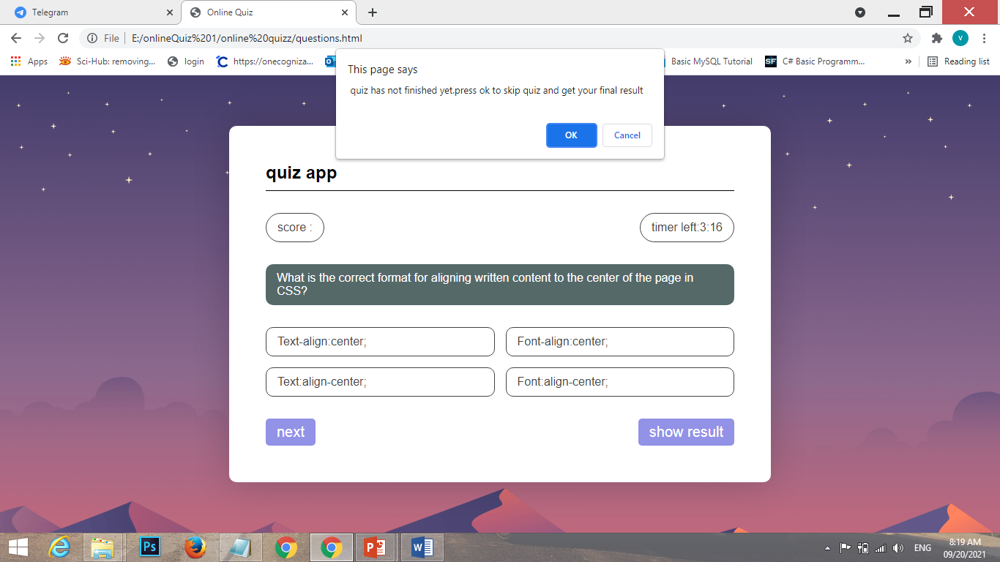 Telegram
Online Quiz
File
E:/onlineQuiz%201/online%20quizz/questions.html
V
Apps
Sci-Hub: removing...
login
https://onecogniza...
Basic MySQL Tutorial
SF
C# Basic Programm...
»
Reading list
This page says
quiz has not finished yet.press ok to skip quiz and get your final result
OK
Cancel
quiz app
score :
timer left:3:16
What is the correct format for aligning written content to the center of the page in
CSS?
Text-align:center;
Font-align:center;
Text:align-center;
Font:align-center;
next
show result
Ps
ENG
8:19 AM
09/20/2021